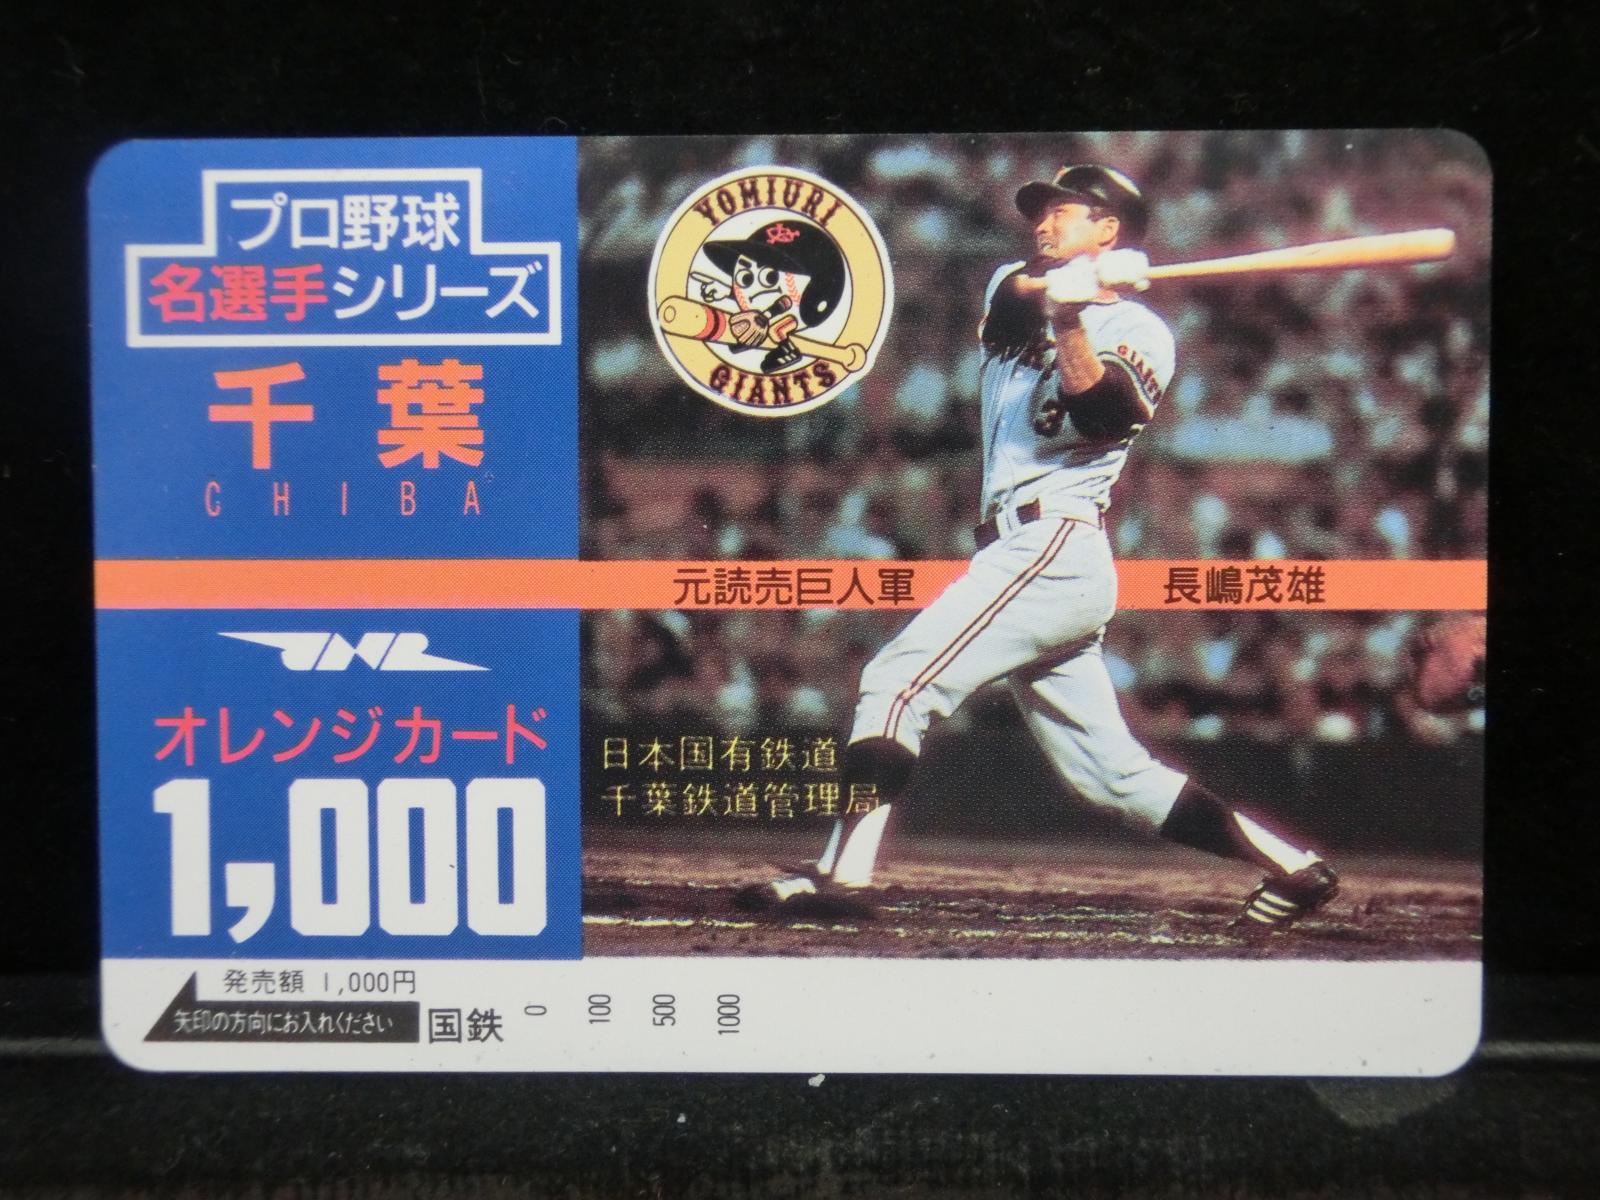 プロ野球
名選手シリーズ
千葉
CHIBA
JNR
オレンジカード
1,000
発売額 1,000円
矢印の方向にお入れください
国鉄
0 100 500 1000
YOMIURI
GIANTS
GIANTS
3
元読売巨人軍 長嶋茂雄
日本国有鉄道
千葉鉄道管理局